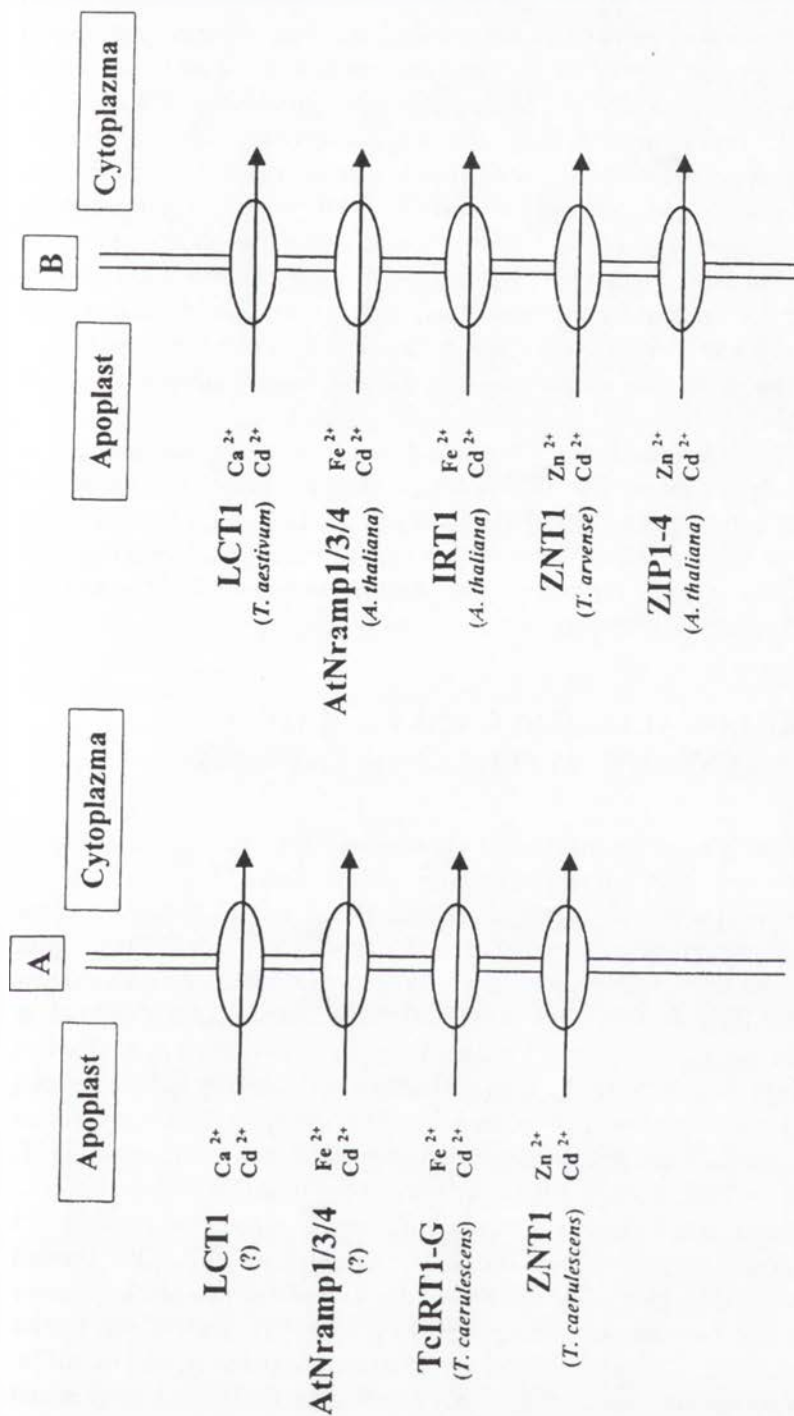 A
Apoplast
Cytoplazma
LCT1
(?)
Ca 2+
Cd 2+
AtNramp1/3/4
(?)
Fe 2+
Cd 2+
TcIRT1-G
(T. caerulescens)
Fe 2+
Cd 2+
ZNT1
(T. caerulescens)
Zn 2+
Cd 2+
B
Apoplast
Cytoplazma
LCT1
(T. aestivum)
Ca 2+
Cd 2+
AtNramp1/3/4
(A. thaliana)
Fe 2+
Cd 2+
IRT1
(A. thaliana)
Fe 2+
Cd 2+
ZNT1
(T. arvense)
Zn 2+
Cd 2+
ZIP1-4
(A. thaliana)
Zn 2+
Cd 2+